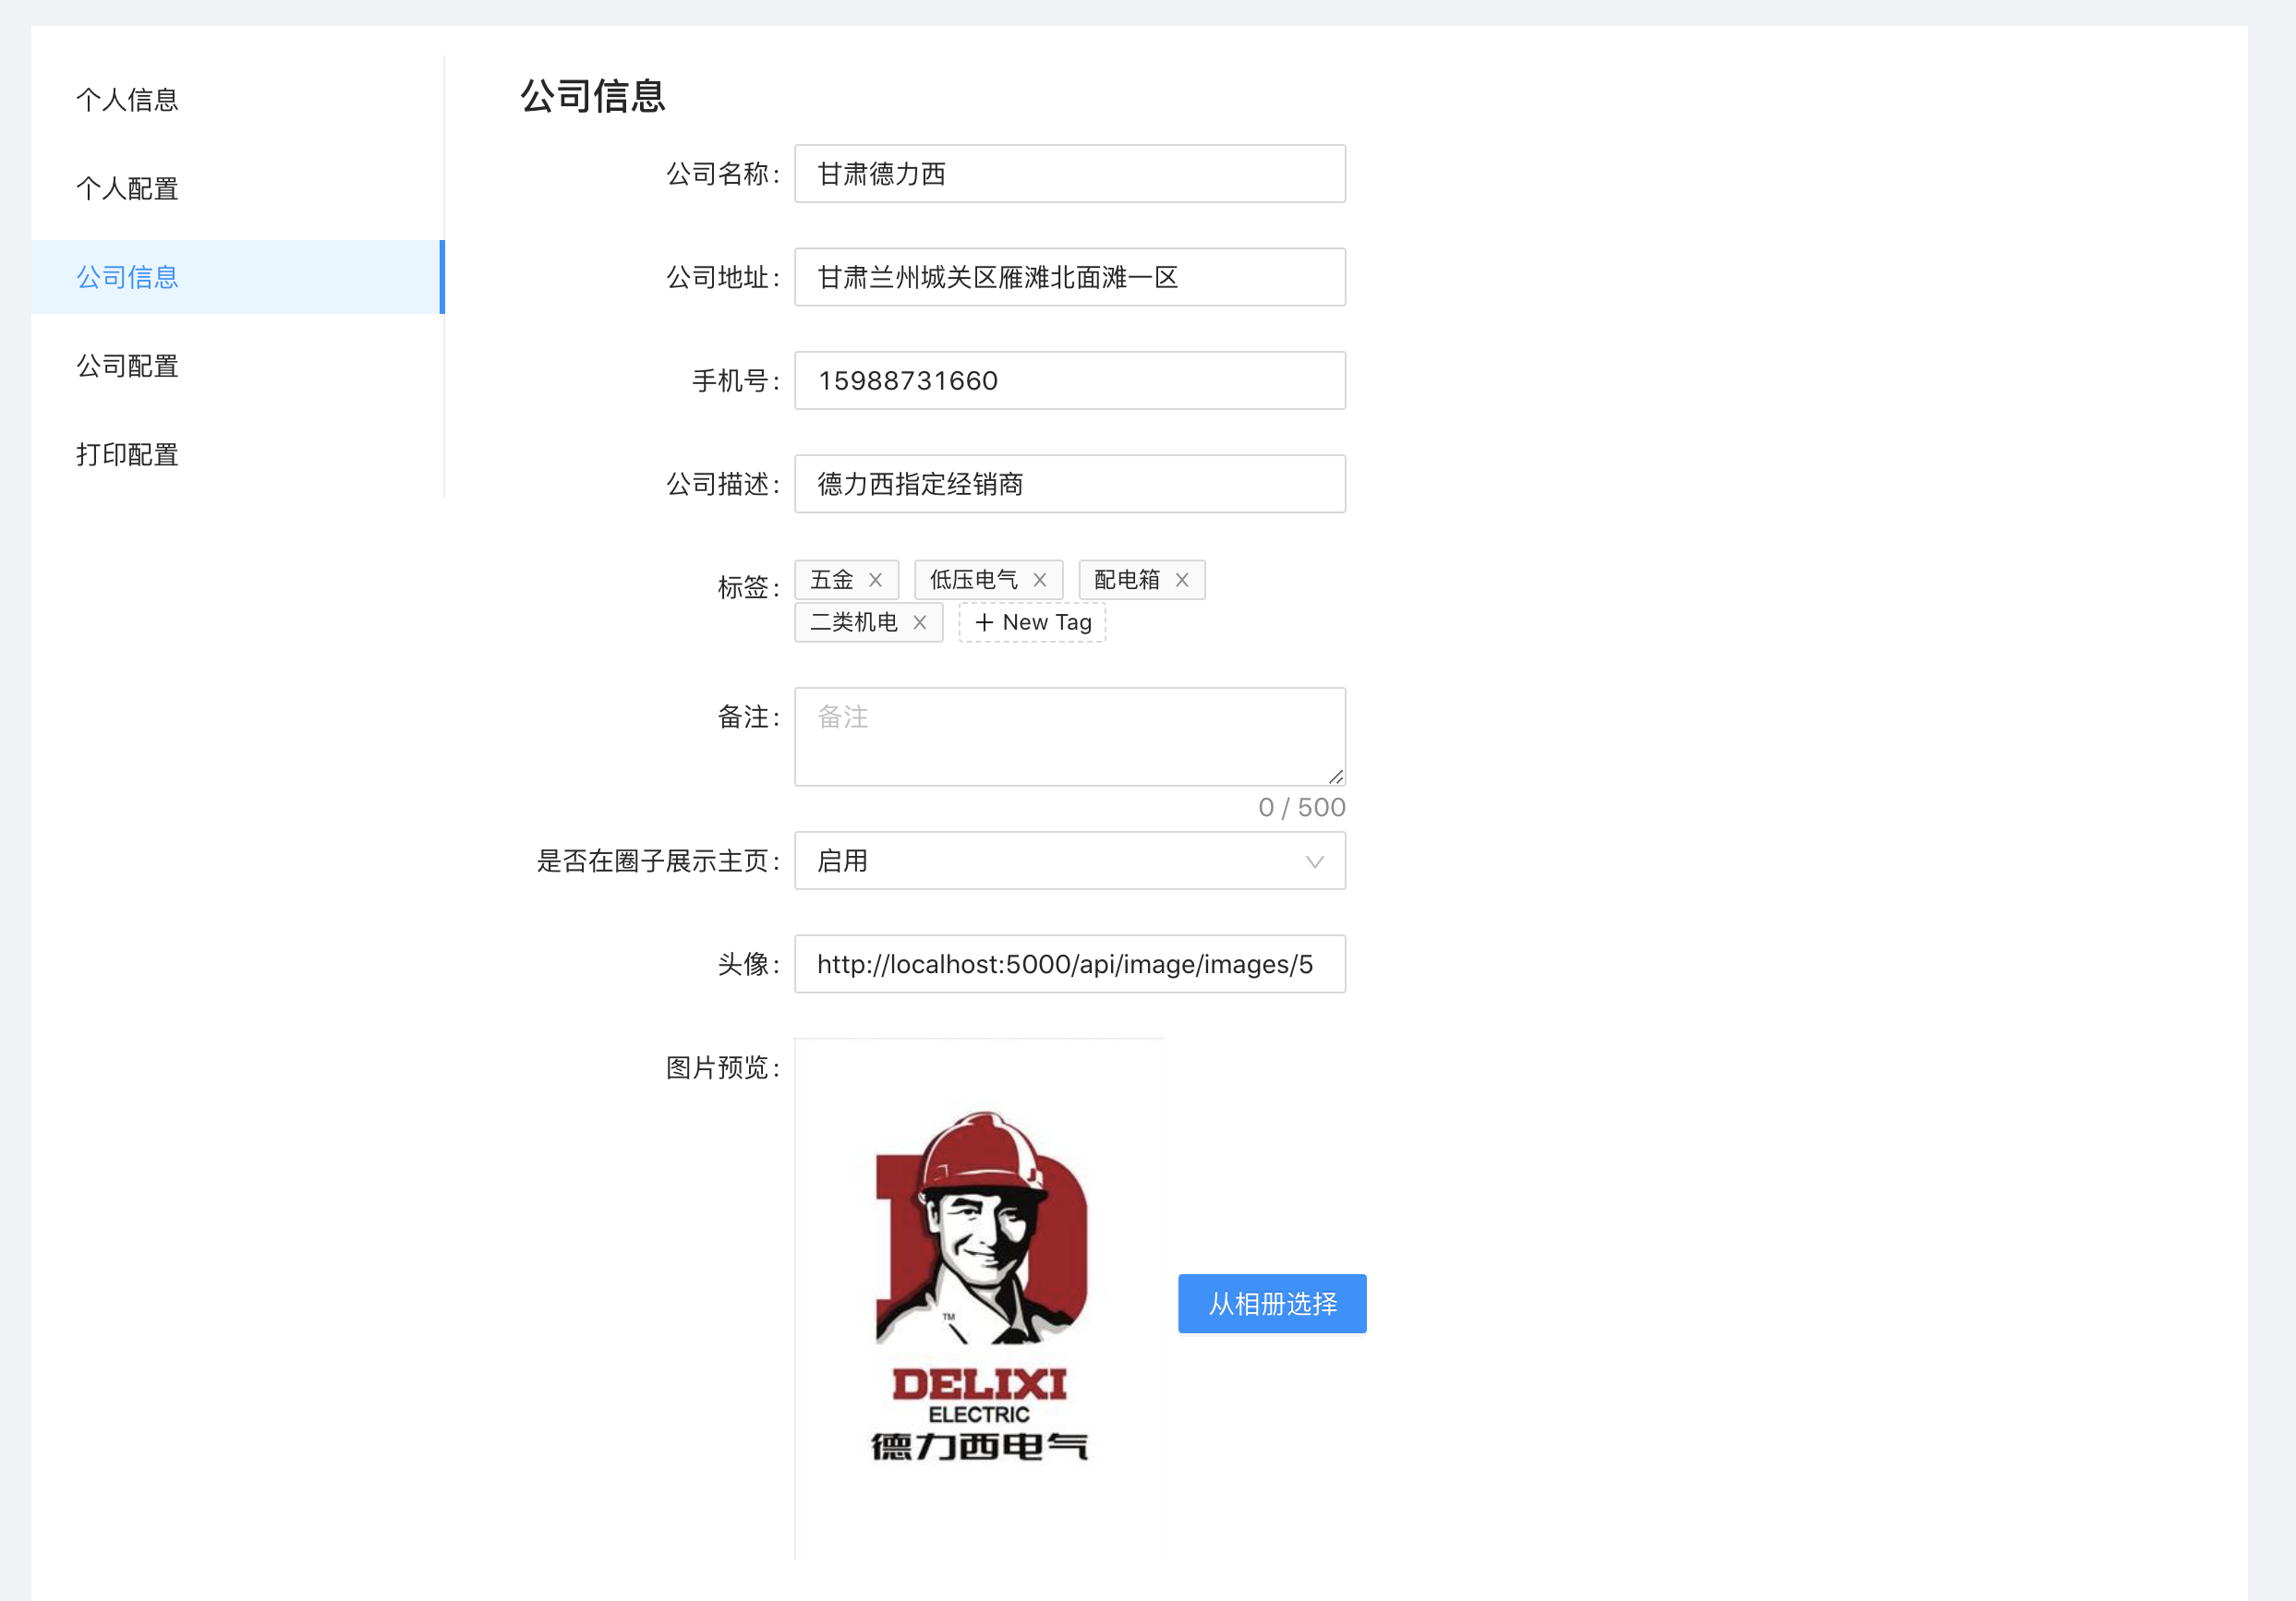 个人信息
个人配置
公司信息
公司配置
打印配置
公司信息
公司名称: 甘肃德力西
公司地址: 甘肃兰州城关区雁滩北面滩一区
手机号: 15988731660
公司描述: 德力西指定经销商
标签: 五金 × 低压电气 × 配电箱 ×
二类机电 × + New Tag
备注: 备注
0 / 500
是否在圈子展示主页: 启用
头像: http://localhost:5000/api/image/images/5
图片预览:
TM
DELIXI
ELECTRIC
德力西电气
从相册选择